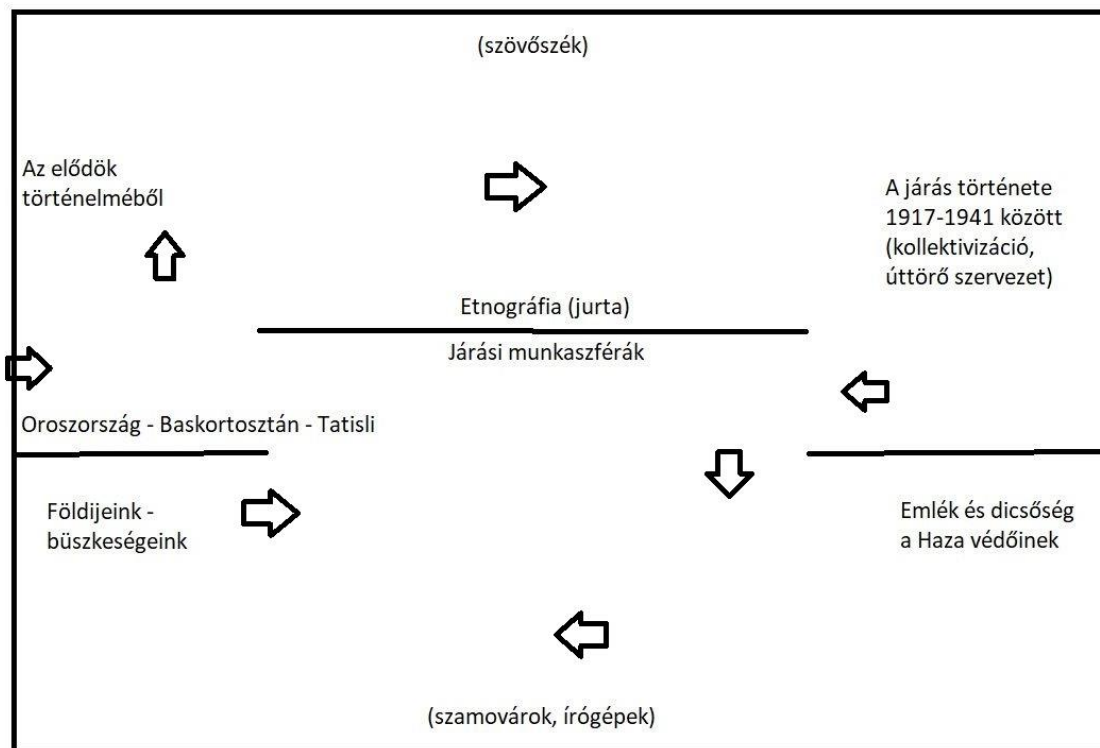 (szövőszék)
Az elődök
történelméből
A járás története
1917-1941 között
(kollektivizáció,
úttörő szervezet)
Etnográfia (jurta)
Járási munkaszférák
Oroszország - Baskortosztán - Tatisli
Földijeink -
büszkeségeink
Emlék és dicsőség
a Haza védőinek
(szamovárok, írógépek)